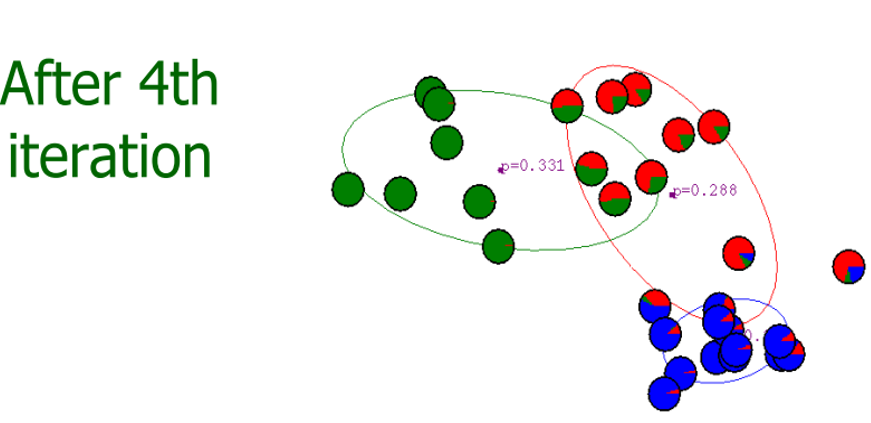 After 4th
iteration
p=0.331
p=0.288